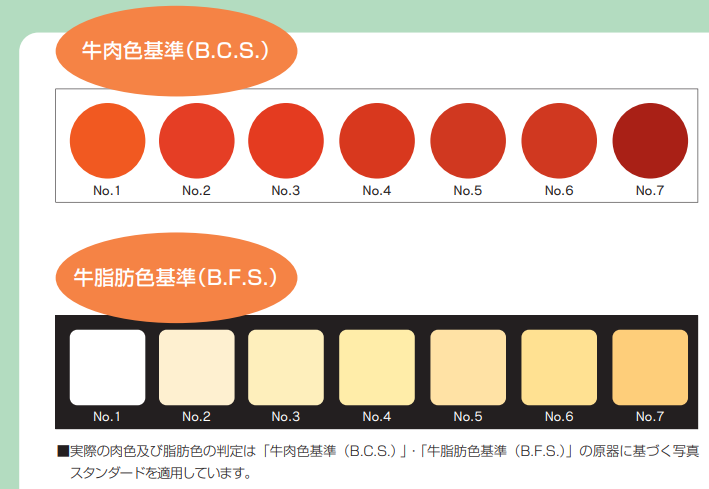 牛肉色基準(B.C.S.)
No.1 No.2 No.3 No.4 No.5 No.6 No.7
牛脂肪色基準(B.F.S.)
No.1 No.2 No.3 No.4 No.5 No.6 No.7
■実際の肉色及び脂肪色の判定は「牛肉色基準(B.C.S.)」・「牛脂肪色基準(B.F.S.)」の原器に基づく写真
スタンダードを適用しています。